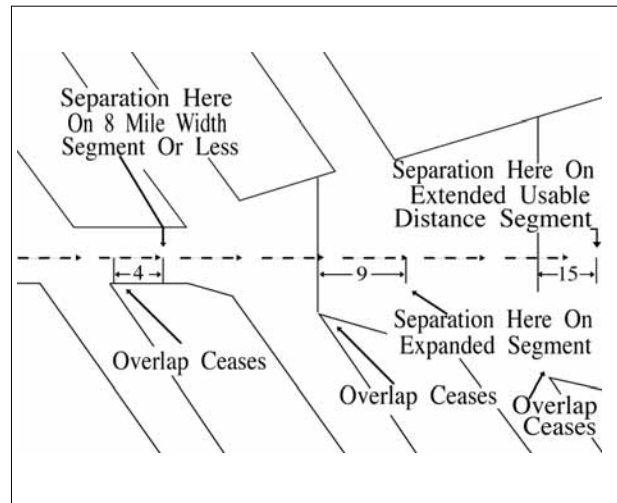 Separation Here
On 8 Mile Width
Segment Or Less
Separation Here On
Extended Usable
Distance Segment
4
9
15
Overlap Ceases
Separation Here On
Expanded Segment
Overlap Ceases
Overlap
Ceases